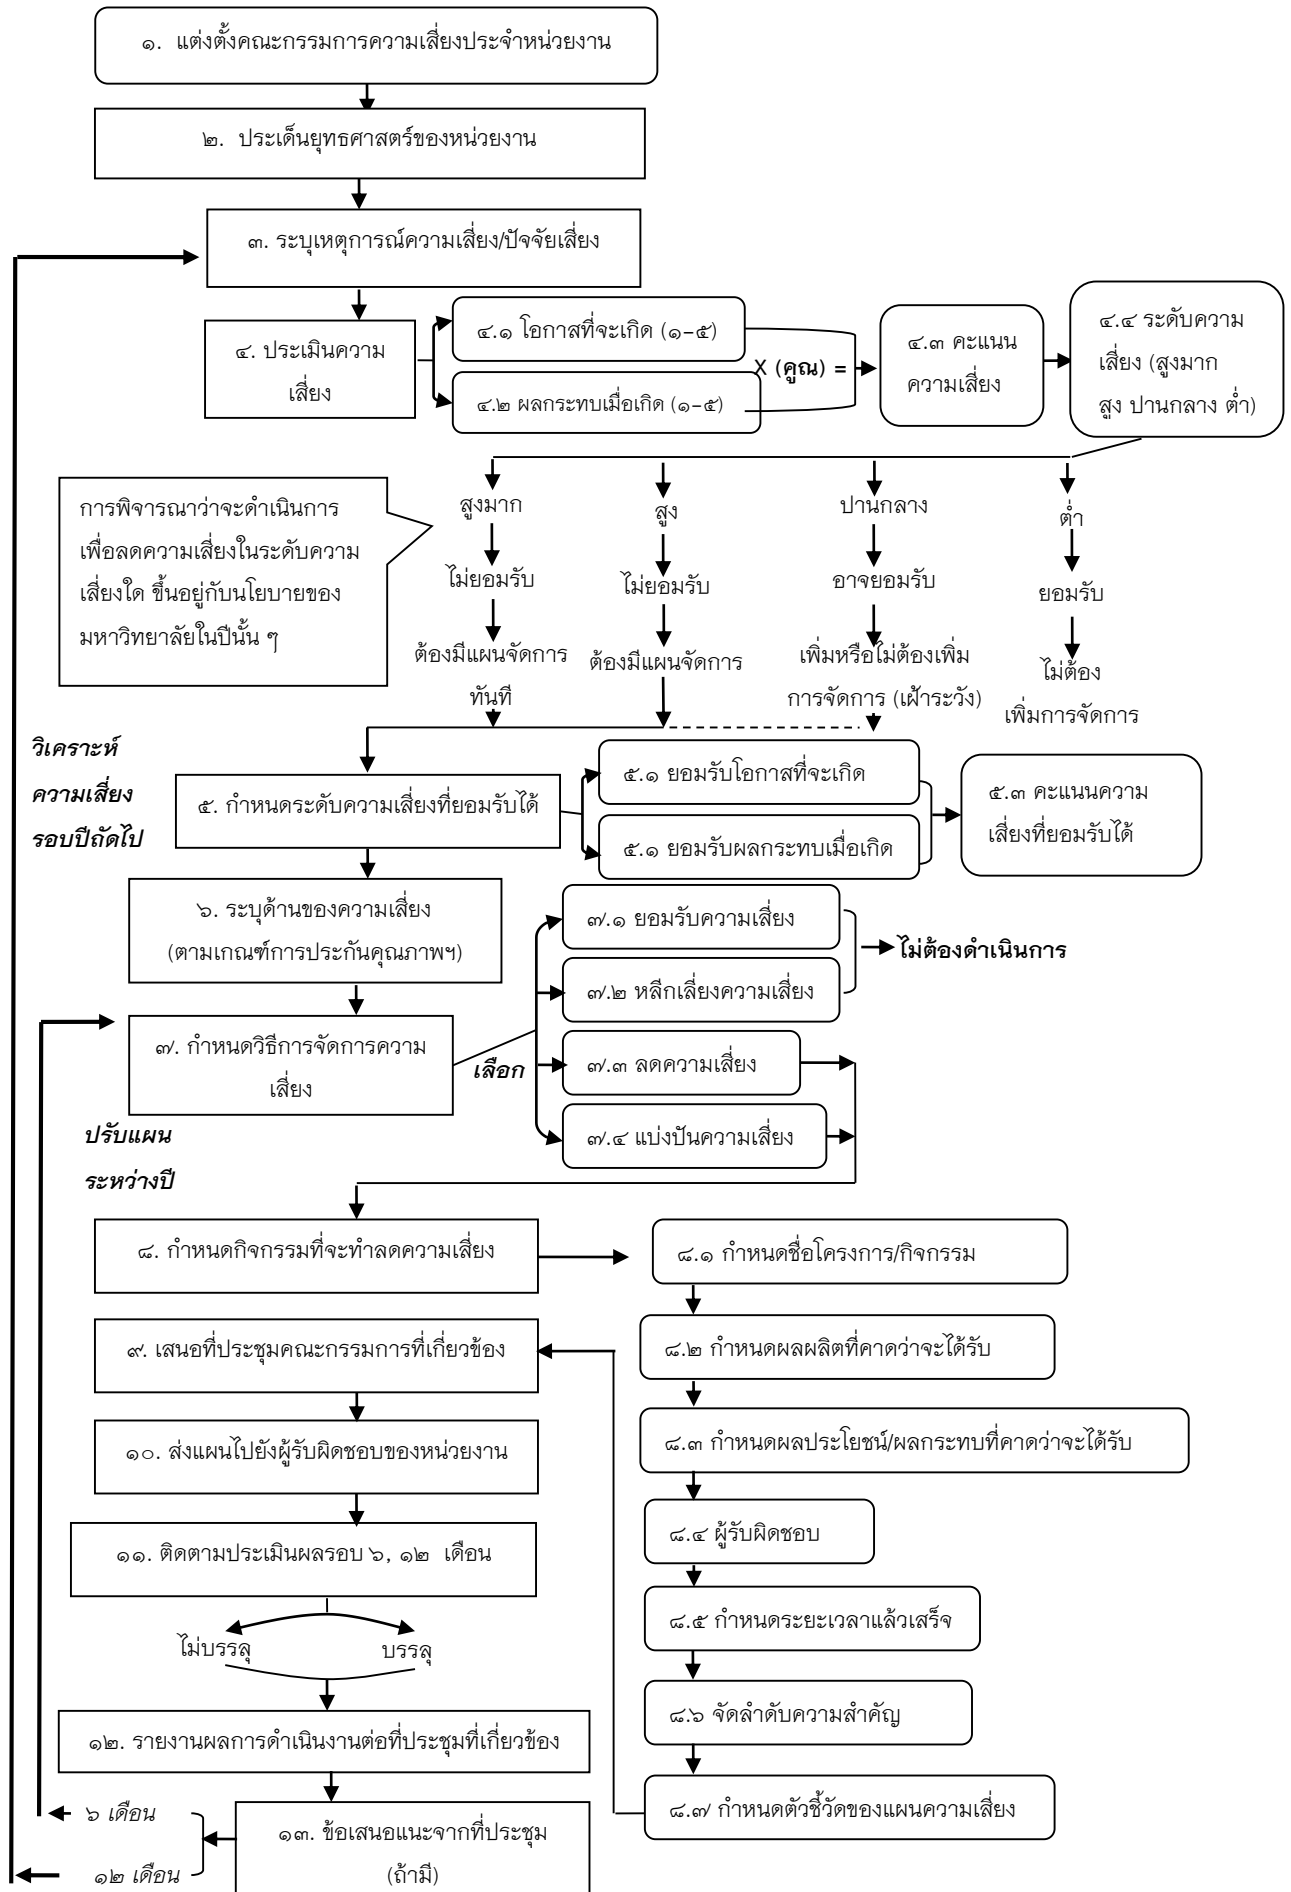 ๑.  แต่งตั้งคณะกรรมการความเสี่ยงประจำหน่วยงาน
๒.  ประเด็นยุทธศาสตร์ของหน่วยงาน
๓. ระบุเหตุการณ์ความเสี่ยง/ปัจจัยเสี่ยง
๔. ประเมินความ
เสี่ยง
๔.๑ โอกาสที่จะเกิด (๑-๕)
๔.๒ ผลกระทบเมื่อเกิด (๑-๕)
X (คูณ) =
๔.๓ คะแนน
ความเสี่ยง
๔.๔ ระดับความ
เสี่ยง (สูงมาก
สูง ปานกลาง ต่ำ)
การพิจารณาว่าจะดำเนินการ
เพื่อลดความเสี่ยงในระดับความ
เสี่ยงใด ขึ้นอยู่กับนโยบายของ
มหาวิทยาลัยในปีนั้น ๆ
สูงมาก
ไม่ยอมรับ
ต้องมีแผนจัดการ
ทันที
สูง
ไม่ยอมรับ
ต้องมีแผนจัดการ
ปานกลาง
อาจยอมรับ
เพิ่มหรือไม่ต้องเพิ่ม
การจัดการ (เฝ้าระวัง)
ต่ำ
ยอมรับ
ไม่ต้อง
เพิ่มการจัดการ
วิเคราะห์
ความเสี่ยง
รอบปีถัดไป
๕. กำหนดระดับความเสี่ยงที่ยอมรับได้
๕.๑ ยอมรับโอกาสที่จะเกิด
๕.๑ ยอมรับผลกระทบเมื่อเกิด
๕.๓ คะแนนความ
เสี่ยงที่ยอมรับได้
๖. ระบุด้านของความเสี่ยง
(ตามเกณฑ์การประกันคุณภาพฯ)
๗. กำหนดวิธีการจัดการความ
เสี่ยง
เลือก
๗.๑ ยอมรับความเสี่ยง
๗.๒ หลีกเลี่ยงความเสี่ยง
ไม่ต้องดำเนินการ
๗.๓ ลดความเสี่ยง
๗.๔ แบ่งปันความเสี่ยง
ปรับแผน
ระหว่างปี
๘. กำหนดกิจกรรมที่จะทำลดความเสี่ยง
๘.๑ กำหนดชื่อโครงการ/กิจกรรม
๘.๒ กำหนดผลผลิตที่คาดว่าจะได้รับ
๘.๓ กำหนดผลประโยชน์/ผลกระทบที่คาดว่าจะได้รับ
๘.๔ ผู้รับผิดชอบ
๘.๕ กำหนดระยะเวลาแล้วเสร็จ
๘.๖ จัดลำดับความสำคัญ
๘.๗ กำหนดตัวชี้วัดของแผนความเสี่ยง
๙. เสนอที่ประชุมคณะกรรมการที่เกี่ยวข้อง
๑๐. ส่งแผนไปยังผู้รับผิดชอบของหน่วยงาน
๑๑. ติดตามประเมินผลรอบ ๖, ๑๒  เดือน
ไม่บรรลุ
บรรลุ
๑๒. รายงานผลการดำเนินงานต่อที่ประชุมที่เกี่ยวข้อง
๑๓. ข้อเสนอแนะจากที่ประชุม
(ถ้ามี)
๖ เดือน
๑๒ เดือน